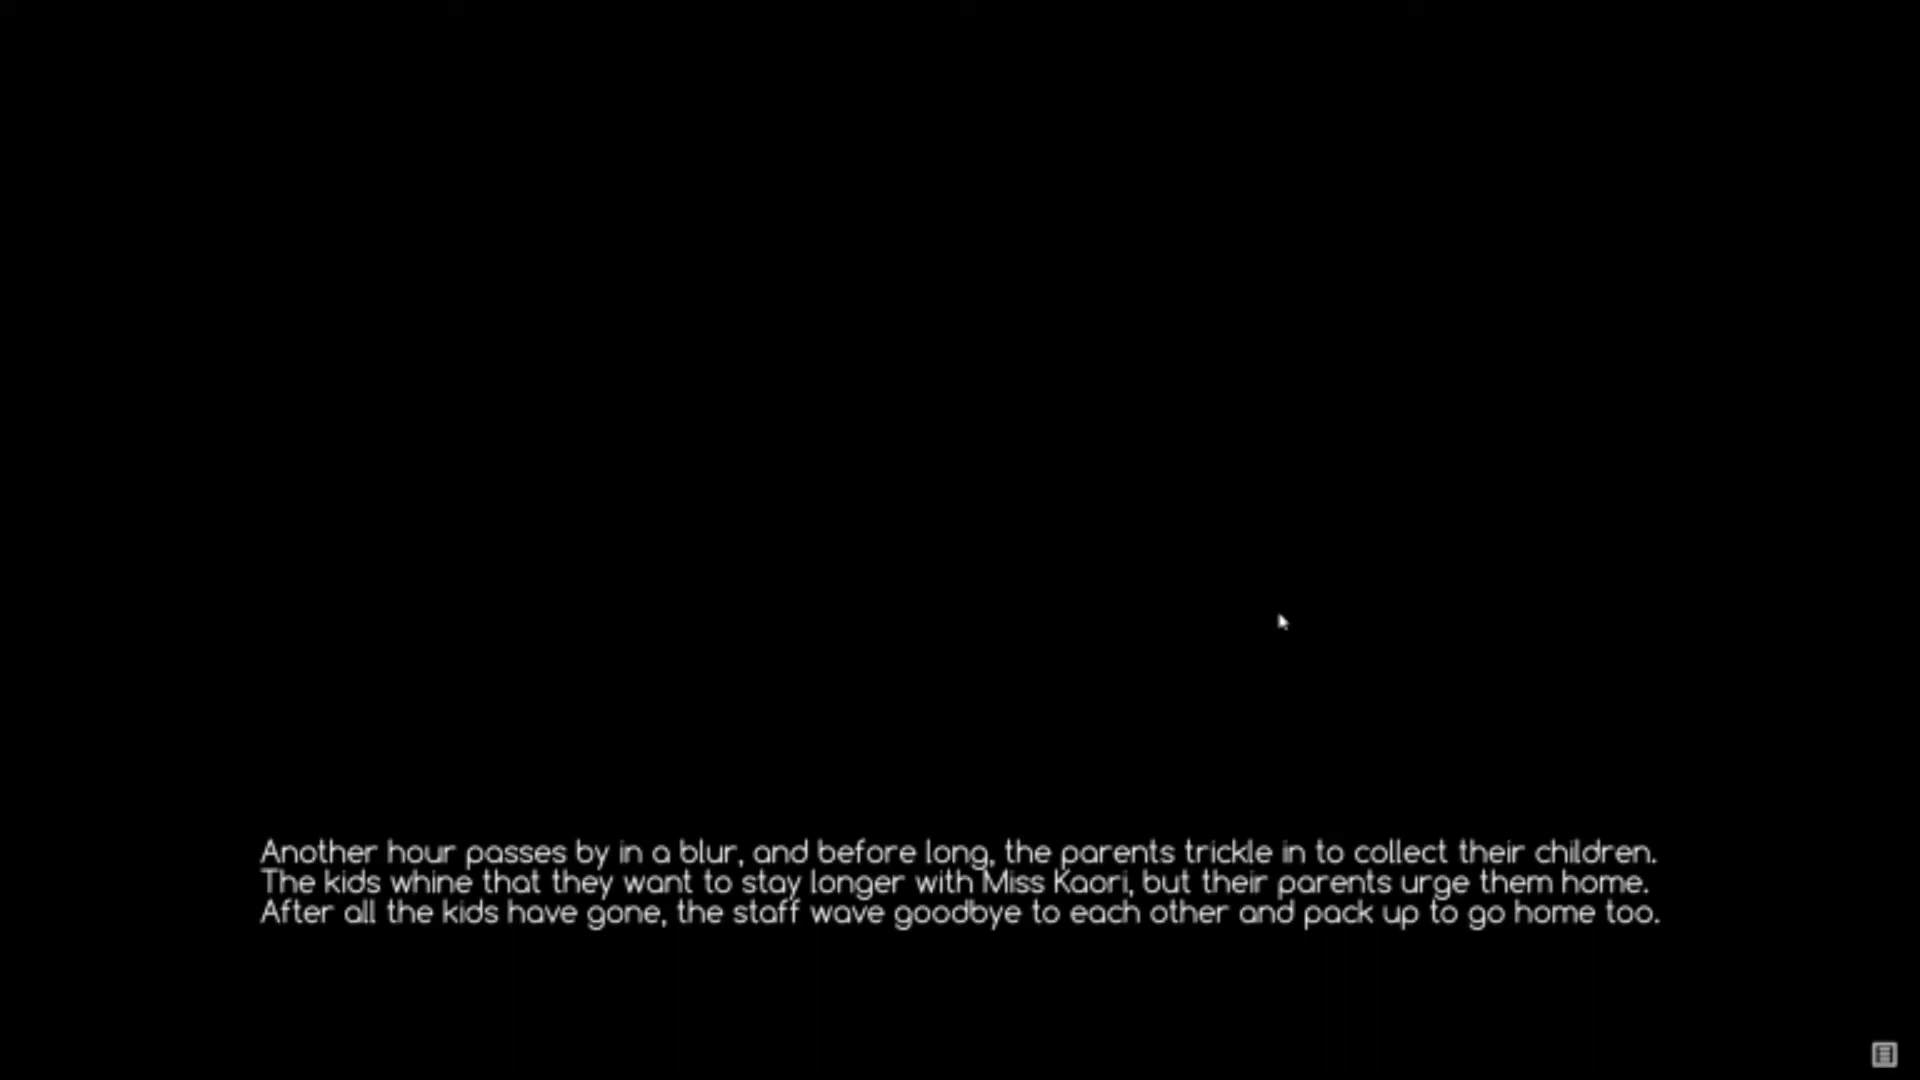 Another hour passes by in a blur, and before long, the parents trickle in to collect their children.
The kids whine that they want to stay longer with Miss Kaori, but their parents urge them home.
After all the kids have gone, the staff wave goodbye to each other and pack up to go home too.